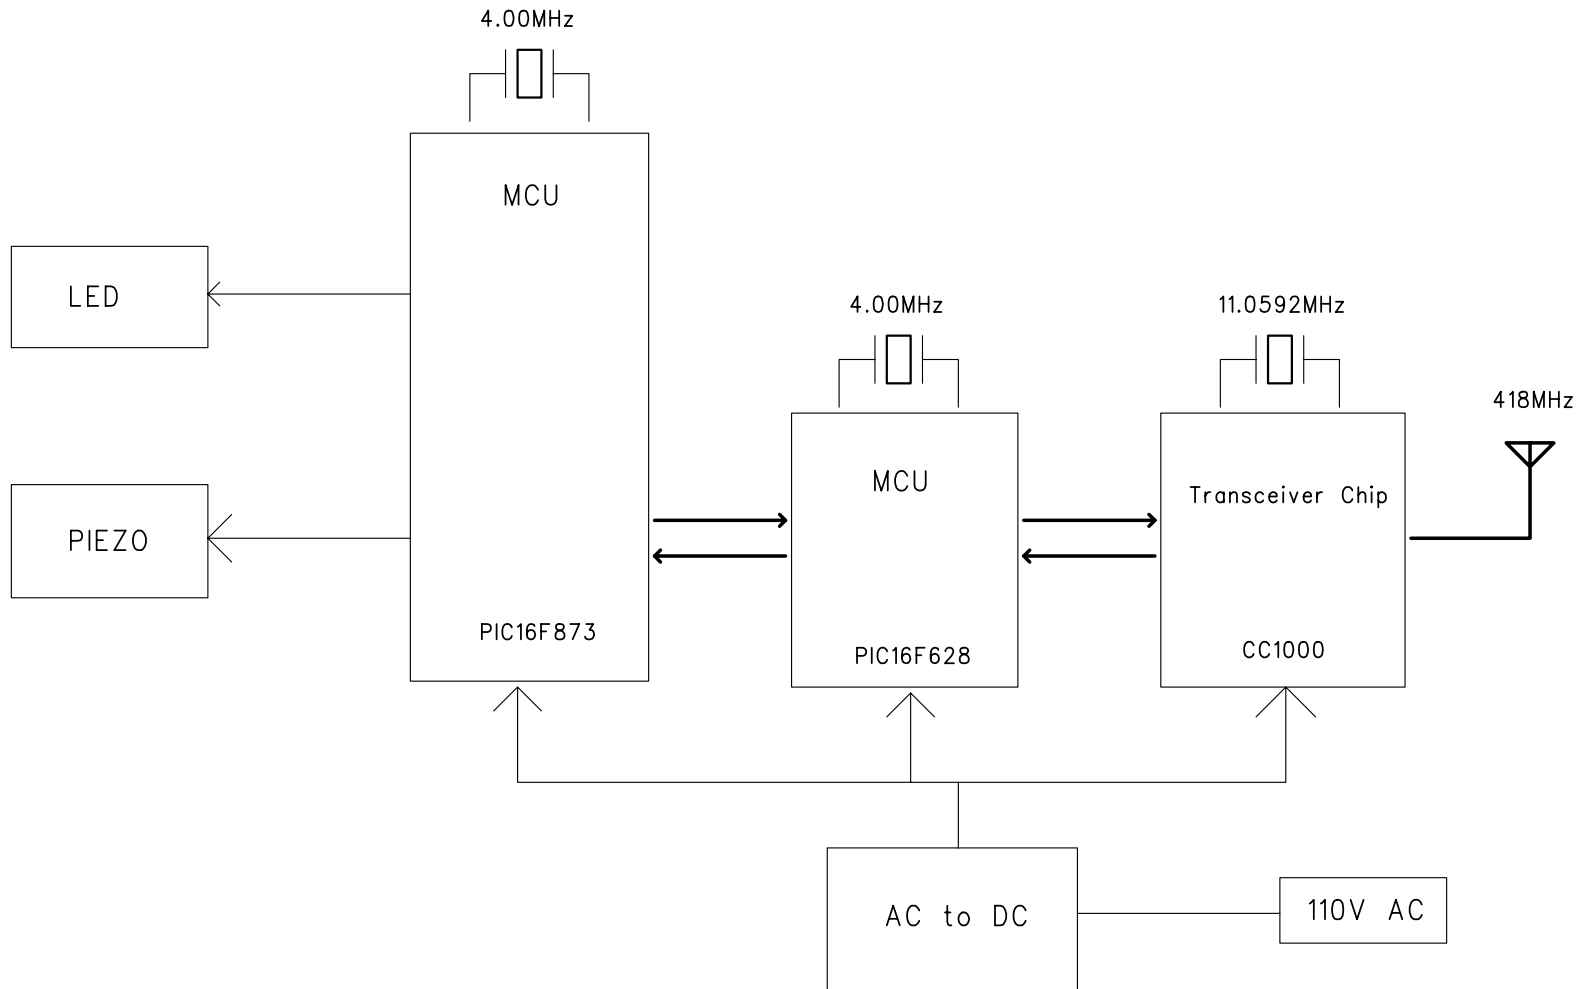 4.00MHz
MCU
LED
4.00MHz
11.0592MHz
418MHz
MCU
Transceiver Chip
PIEZO
PIC16F873
PIC16F628
CC1000
AC to DC
110V AC